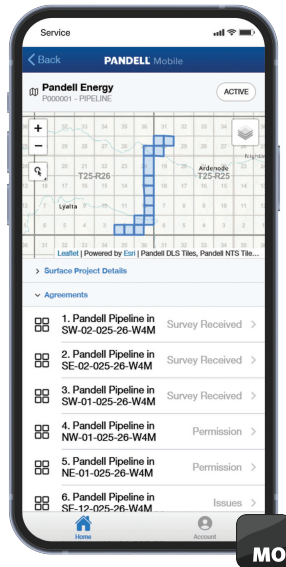 Service
Back
PANDELL Mobile
Pandell Energy
P000001 - PIPELINE
ACTIVE
+
−
Ardenode
T25-R26
T25-R25
Lyalta
Leaflet | Powered by Esri | Pandell DLS Tiles, Pandell NTS Tile...
Surface Project Details
Agreements
1. Pandell Pipeline in
SW-02-025-26-W4M
Survey Received
2. Pandell Pipeline in
SE-02-025-26-W4M
Survey Received
3. Pandell Pipeline in
SW-01-025-26-W4M
Survey Received
4. Pandell Pipeline in
NW-01-025-26-W4M
Permission
5. Pandell Pipeline in
NE-01-025-26-W4M
Permission
6. Pandell Pipeline in
SE-12-025-26-W4M
Issues
Home
Account
MO